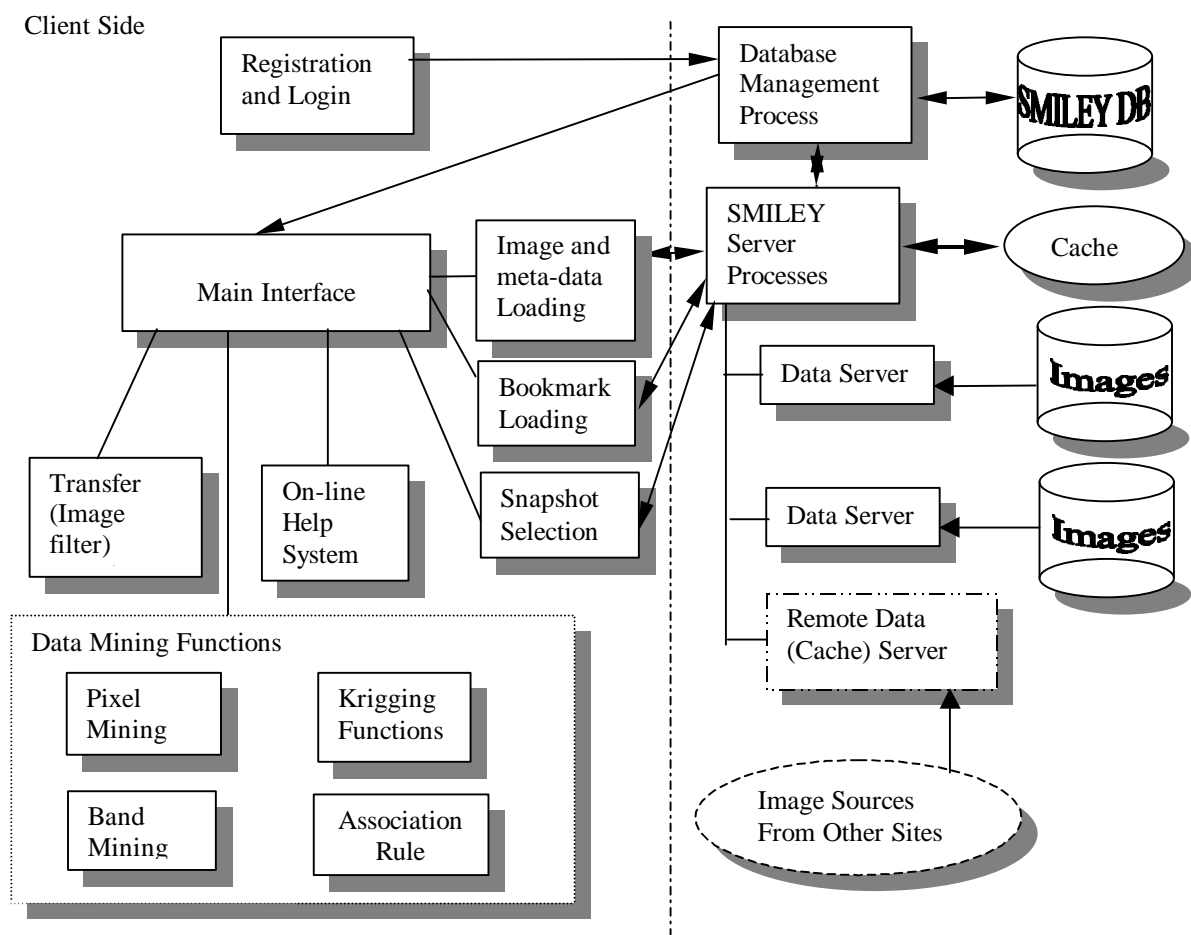 Client Side
Registration
and Login
Database
Management
Process
SMILEY DB
Main Interface
Image and
meta-data
Loading
SMILEY
Server
Processes
Cache
Bookmark
Loading
Data Server
Images
Transfer
(Image
filter)
On-line
Help
System
Snapshot
Selection
Data Server
Images
Remote Data
(Cache) Server
Data Mining Functions
Pixel
Mining
Krigging
Functions
Band
Mining
Association
Rule
Image Sources
From Other Sites